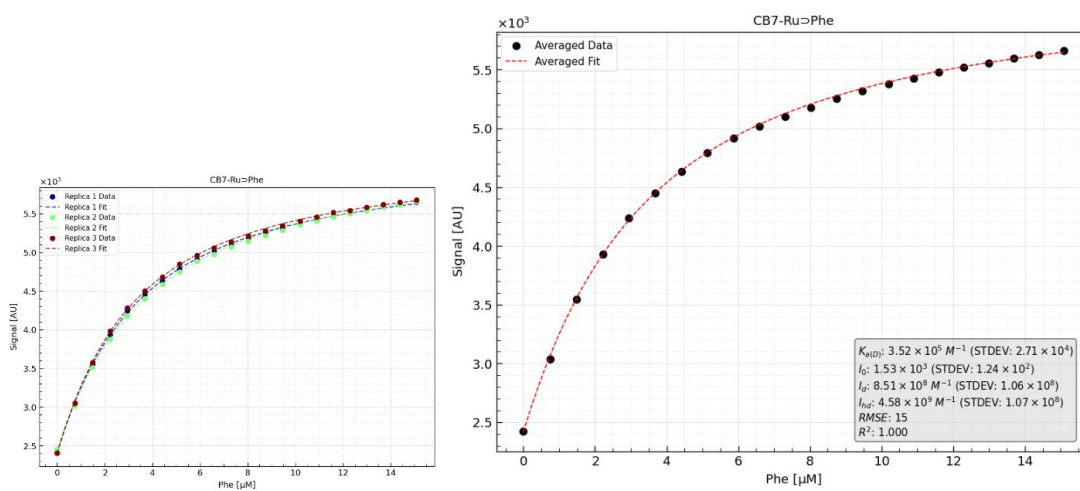 CB7-Ru⊃Phe
×10³
Replica 1 Data
Replica 1 Fit
Replica 2 Data
Replica 2 Fit
Replica 3 Data
Replica 3 Fit
Signal [AU]
5.5
5.0
4.5
4.0
3.5
3.0
2.5
0 2 4 6 8 10 12 14
Phe [μM]
CB7-Ru⊃Phe
×10³
Averaged Data
Averaged Fit
Signal [AU]
5.5
5.0
4.5
4.0
3.5
3.0
2.5
Kₐ(D): 3.52 × 10⁵ M⁻¹ (STDEV: 2.71 × 10⁴)
I₀: 1.53 × 10³ (STDEV: 1.24 × 10²)
I_d: 8.51 × 10⁸ M⁻¹ (STDEV: 1.06 × 10⁸)
I_hd: 4.58 × 10⁹ M⁻¹ (STDEV: 1.07 × 10⁸)
RMSE: 15
R²: 1.000
0 2 4 6 8 10 12 14
Phe [μM]